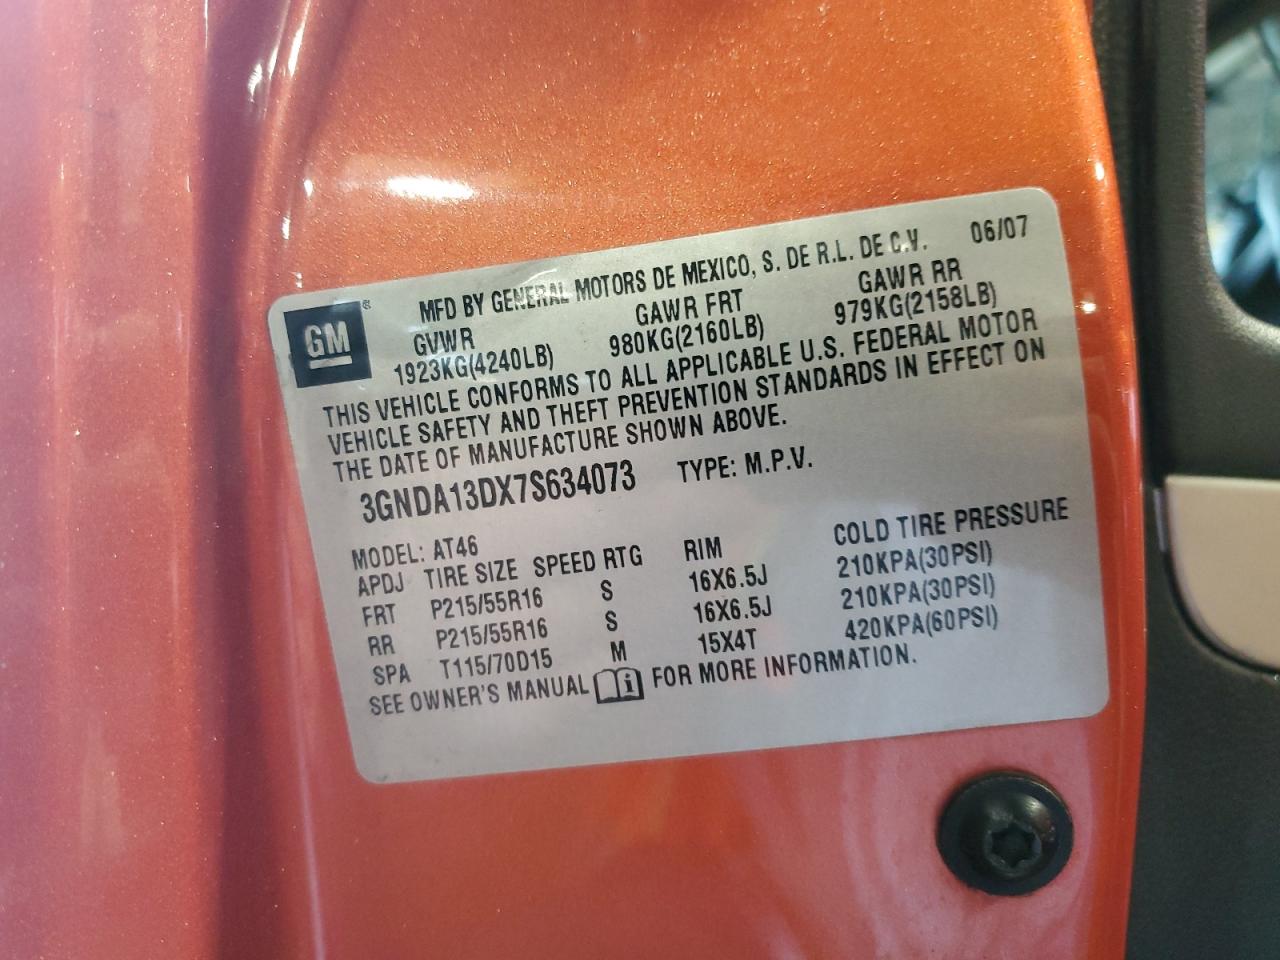 GM®
MFD BY GENERAL MOTORS DE MEXICO, S. DE R.L. DE C.V. 06/07
GVWR GAWR FRT GAWR RR
1923KG(4240LB) 980KG(2160LB) 979KG(2158LB)
THIS VEHICLE CONFORMS TO ALL APPLICABLE U.S. FEDERAL MOTOR
VEHICLE SAFETY AND THEFT PREVENTION STANDARDS IN EFFECT ON
THE DATE OF MANUFACTURE SHOWN ABOVE.
3GNDA13DX7S634073 TYPE: M.P.V.
MODEL: AT46
APDJ TIRE SIZE SPEED RTG RIM COLD TIRE PRESSURE
FRT P215/55R16 S 16X6.5J 210KPA(30PSI)
RR P215/55R16 S 16X6.5J 210KPA(30PSI)
SPA T115/70D15 M 15X4T 420KPA(60PSI)
SEE OWNER'S MANUAL i FOR MORE INFORMATION.